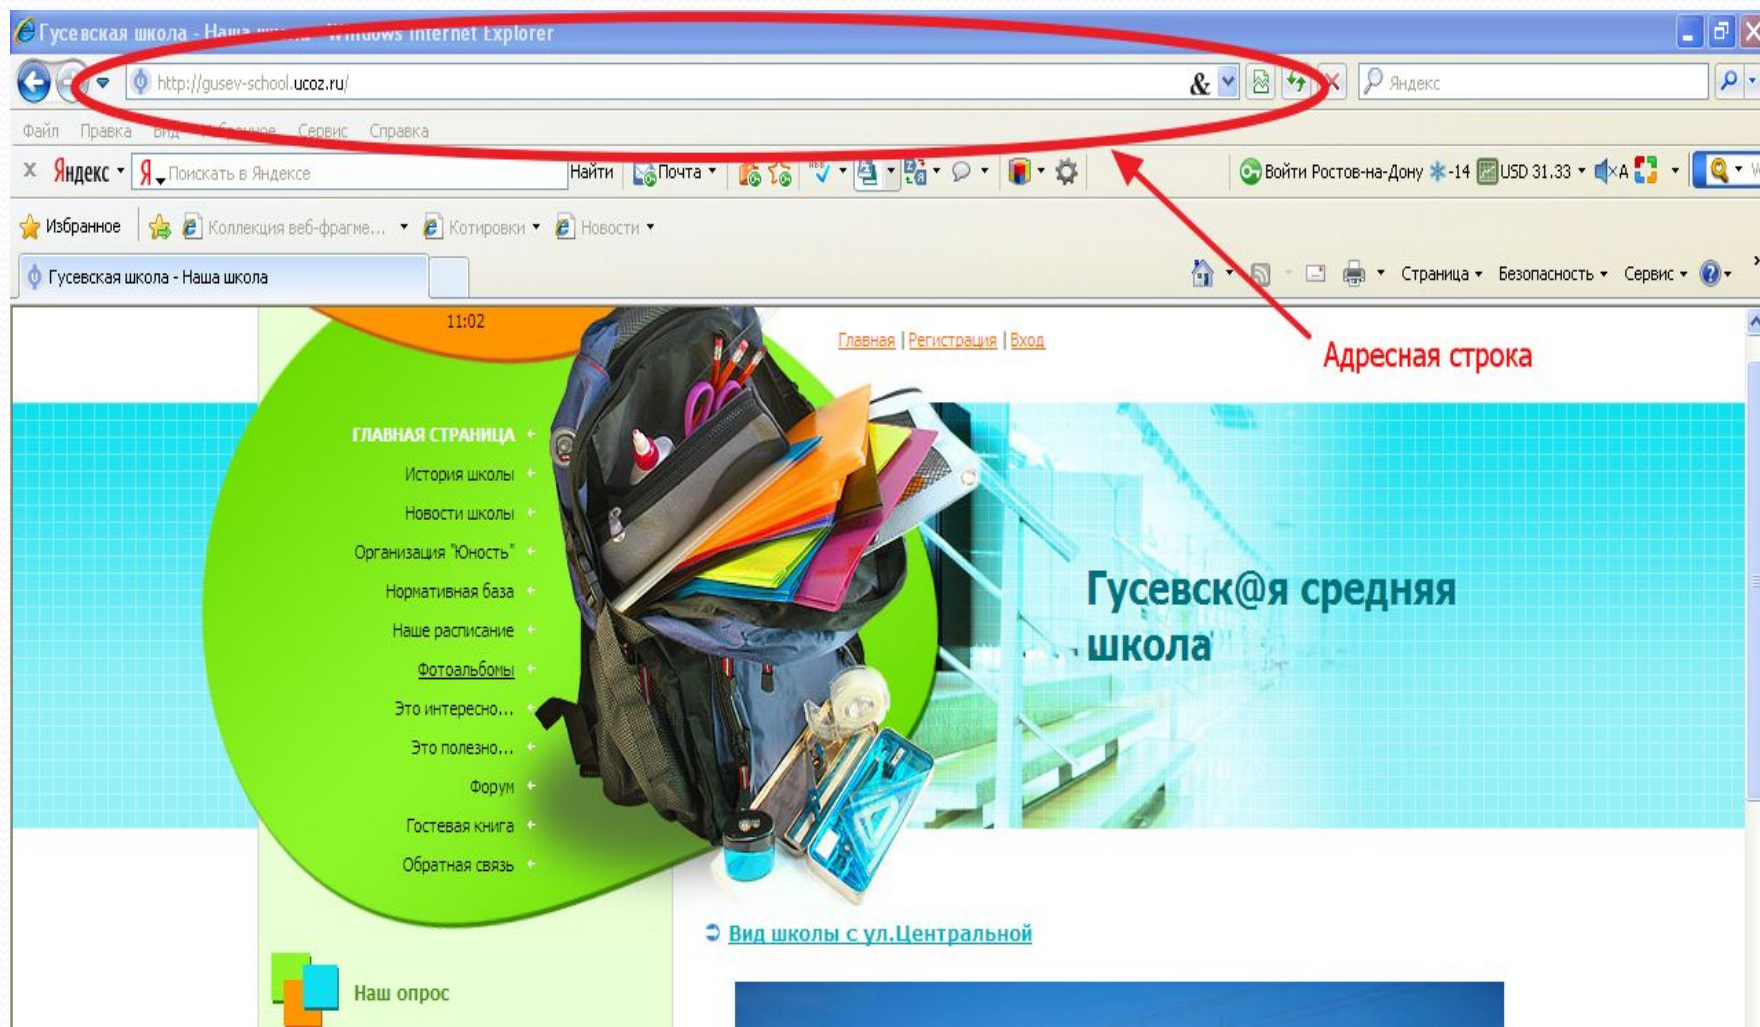 Гусевская школа - Наша школа - Windows Internet Explorer
http://gusev-school.ucoz.ru/
&
Яндекс
Файл Правка Вид Избранное Сервис Справка
Яндекс Я Поискать в Яндексе Найти Почта Войти Ростов-на-Дону -14 USD 31.33
Избранное Коллекция веб-фрагме... Котировки Новости
Гусевская школа - Наша школа
Страница Безопасность Сервис
11:02
Главная | Регистрация | Вход
Адресная строка
ГЛАВНАЯ СТРАНИЦА
История школы
Новости школы
Организация "Юность"
Нормативная база
Наше расписание
Фотоальбомы
Это интересно...
Это полезно...
Форум
Гостевая книга
Обратная связь
Гусевск@я средняя
школа
Вид школы с ул.Центральной
Наш опрос